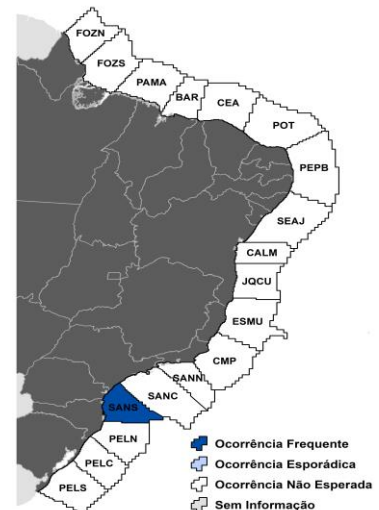 FOZN
FOZS
PAMA
BAR
CEA
POT
PEPB
SEAJ
CALM
JQCU
ESMU
CMP
SANN
SANC
SANS
PELN
PELC
PELS
Ocorrência Frequente
Ocorrência Esporádica
Ocorrência Não Esperada
Sem Informação